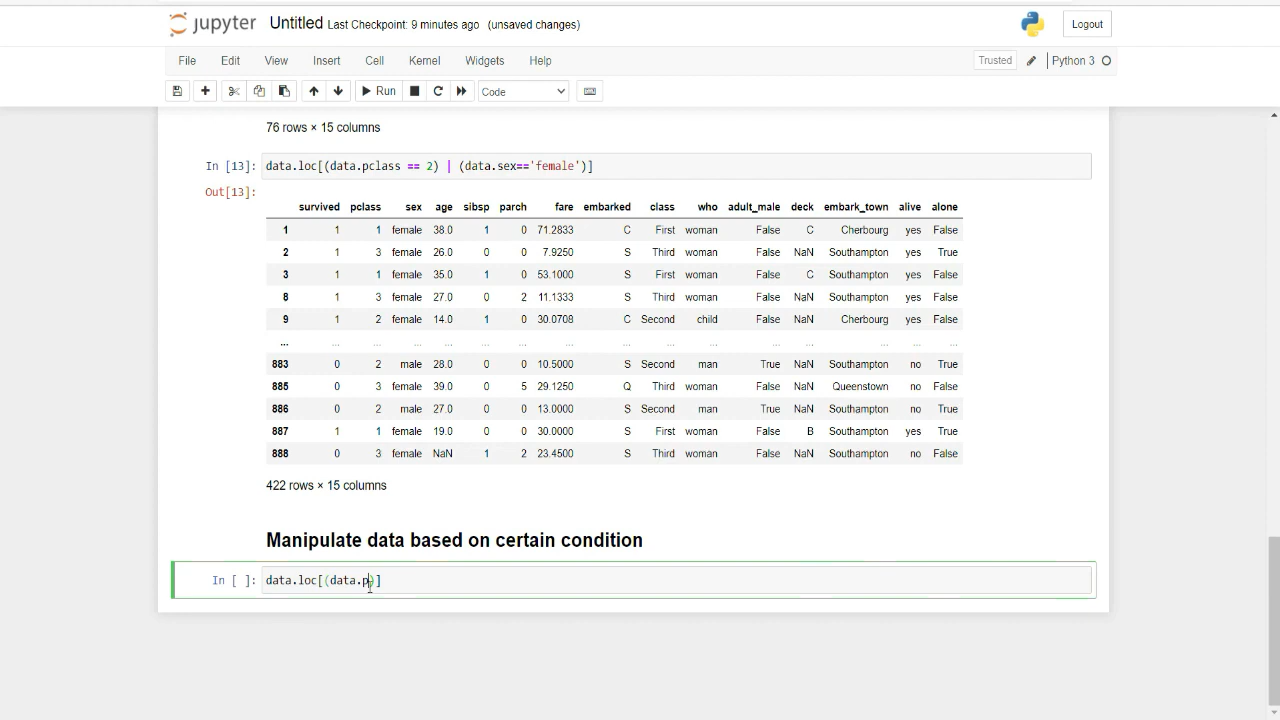 jupyter Untitled Last Checkpoint: 9 minutes ago (unsaved changes) Logout
File Edit View Insert Cell Kernel Widgets Help Trusted Python 3
Run Code
76 rows × 15 columns
In [13]: data.loc[(data.pclass == 2) | (data.sex=='female')]
Out[13]:
survived pclass sex age sibsp parch fare embarked class who adult_male deck embark_town alive alone
1 1 1 female 38.0 1 0 71.2833 C First woman False C Cherbourg yes False
2 1 3 female 26.0 0 0 7.9250 S Third woman False NaN Southampton yes True
3 1 1 female 35.0 1 0 53.1000 S First woman False C Southampton yes False
8 1 3 female 27.0 0 2 11.1333 S Third woman False NaN Southampton yes False
9 1 2 female 14.0 1 0 30.0708 C Second child False NaN Cherbourg yes False
... ... ... ... ... ... ... ... ... ... ... ... ... ... ... ...
883 0 2 male 28.0 0 0 10.5000 S Second man True NaN Southampton no True
885 0 3 female 39.0 0 5 29.1250 Q Third woman False NaN Queenstown no False
886 0 2 male 27.0 0 0 13.0000 S Second man True NaN Southampton no True
887 1 1 female 19.0 0 0 30.0000 S First woman False B Southampton yes True
888 0 3 female NaN 1 2 23.4500 S Third woman False NaN Southampton no False
422 rows × 15 columns
Manipulate data based on certain condition
In [ ]: data.loc[(data.p)]